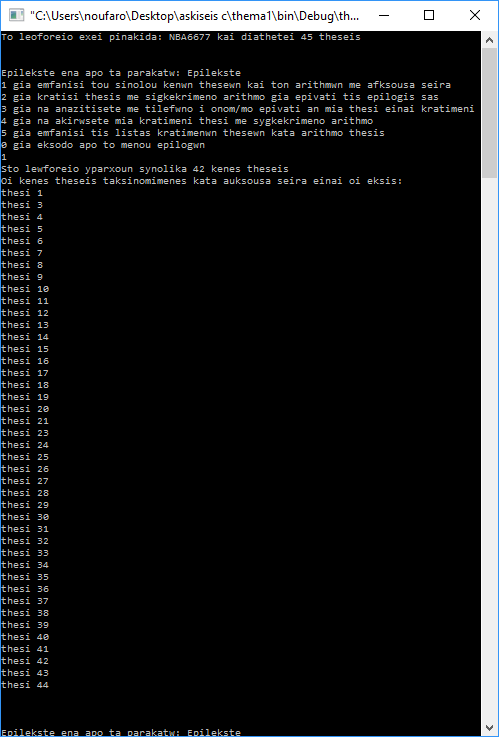 "C:\Users\noufaro\Desktop\askiseis c\thema1\bin\Debug\th...
To leoforeio exei pinakida: NBA6677 kai diathetei 45 theseis
Epilekste ena apo ta parakatw: Epilekste
1 gia emfanisi tou sinolou kenwn thesewn kai ton arithmwn me afksousa seira
2 gia kratisi thesis me sigkekrimeno arithmo gia epivati tis epilogis sas
3 gia na anazitisete me tilefwno i onom/mo epivati an mia thesi einai kratimeni
4 gia na akirwsete mia kratimeni thesi me sygkekrimeno arithmo
5 gia emfanisi tis listas kratimenwn thesewn kata arithmo thesis
0 gia eksodo apo to menou epilogwn
1
Sto lewforeio yparxoun synolika 42 kenes theseis
Oi kenes theseis taksinomimenes kata auksousa seira einai oi eksis:
thesi 1
thesi 3
thesi 4
thesi 5
thesi 6
thesi 7
thesi 8
thesi 9
thesi 10
thesi 11
thesi 12
thesi 13
thesi 14
thesi 15
thesi 16
thesi 17
thesi 18
thesi 19
thesi 20
thesi 21
thesi 23
thesi 24
thesi 25
thesi 26
thesi 27
thesi 28
thesi 29
thesi 30
thesi 31
thesi 32
thesi 33
thesi 34
thesi 35
thesi 36
thesi 37
thesi 38
thesi 39
thesi 40
thesi 41
thesi 42
thesi 43
thesi 44
Epilekste ena apo ta parakatw: Epilekste